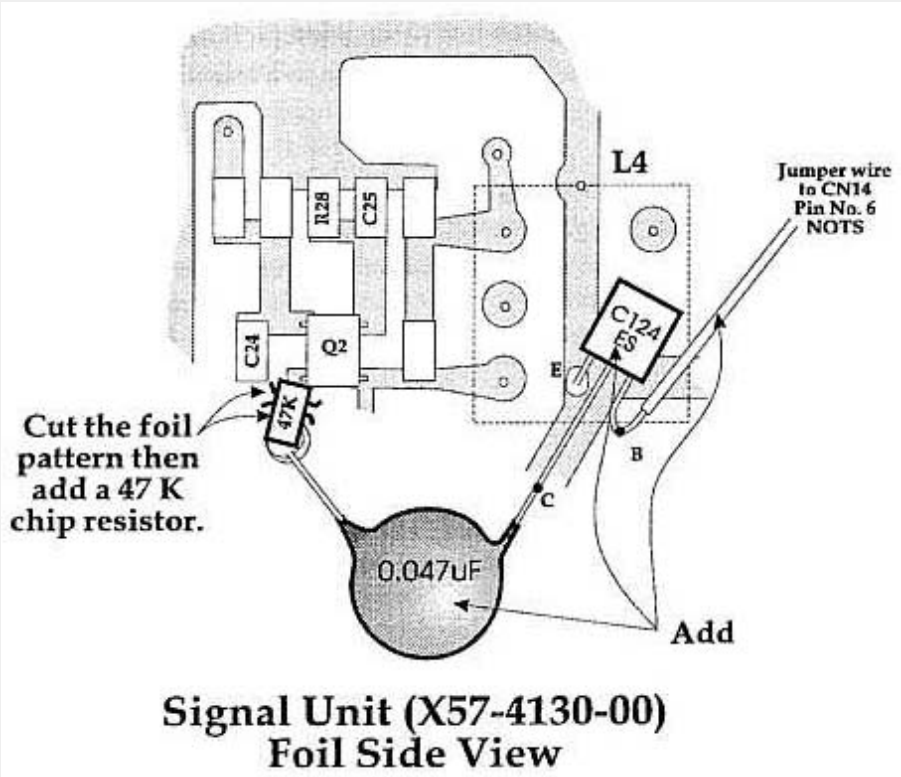 L4
Jumper wire
to CN14
Pin No. 6
NOTS
R28
C25
C124
ES
C24
Q2
E
47K
Cut the foil
pattern then
add a 47 K
chip resistor.
B
C
0.047uF
Add
Signal Unit (X57-4130-00)
Foil Side View